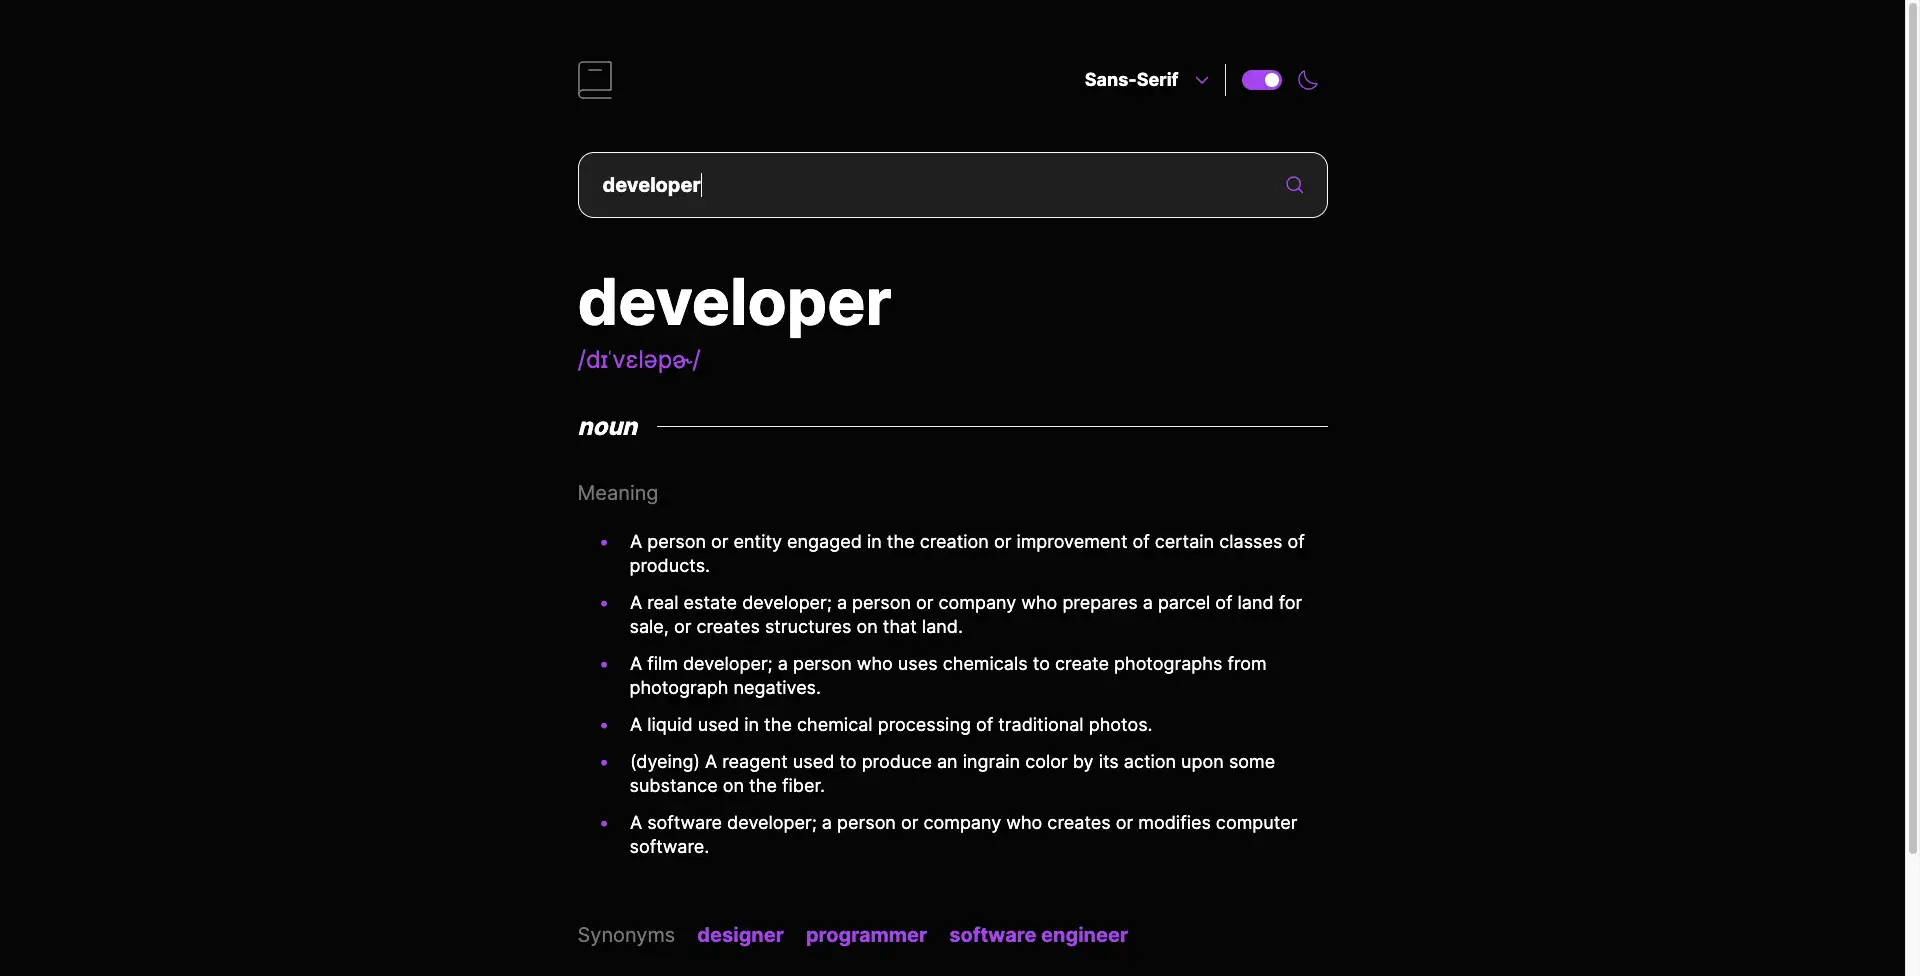 Sans-Serif
developer
developer
/dɪˈvɛləpɚ/
noun
Meaning
• A person or entity engaged in the creation or improvement of certain classes of
products.
• A real estate developer; a person or company who prepares a parcel of land for
sale, or creates structures on that land.
• A film developer; a person who uses chemicals to create photographs from
photograph negatives.
• A liquid used in the chemical processing of traditional photos.
• (dyeing) A reagent used to produce an ingrain color by its action upon some
substance on the fiber.
• A software developer; a person or company who creates or modifies computer
software.
Synonyms designer programmer software engineer